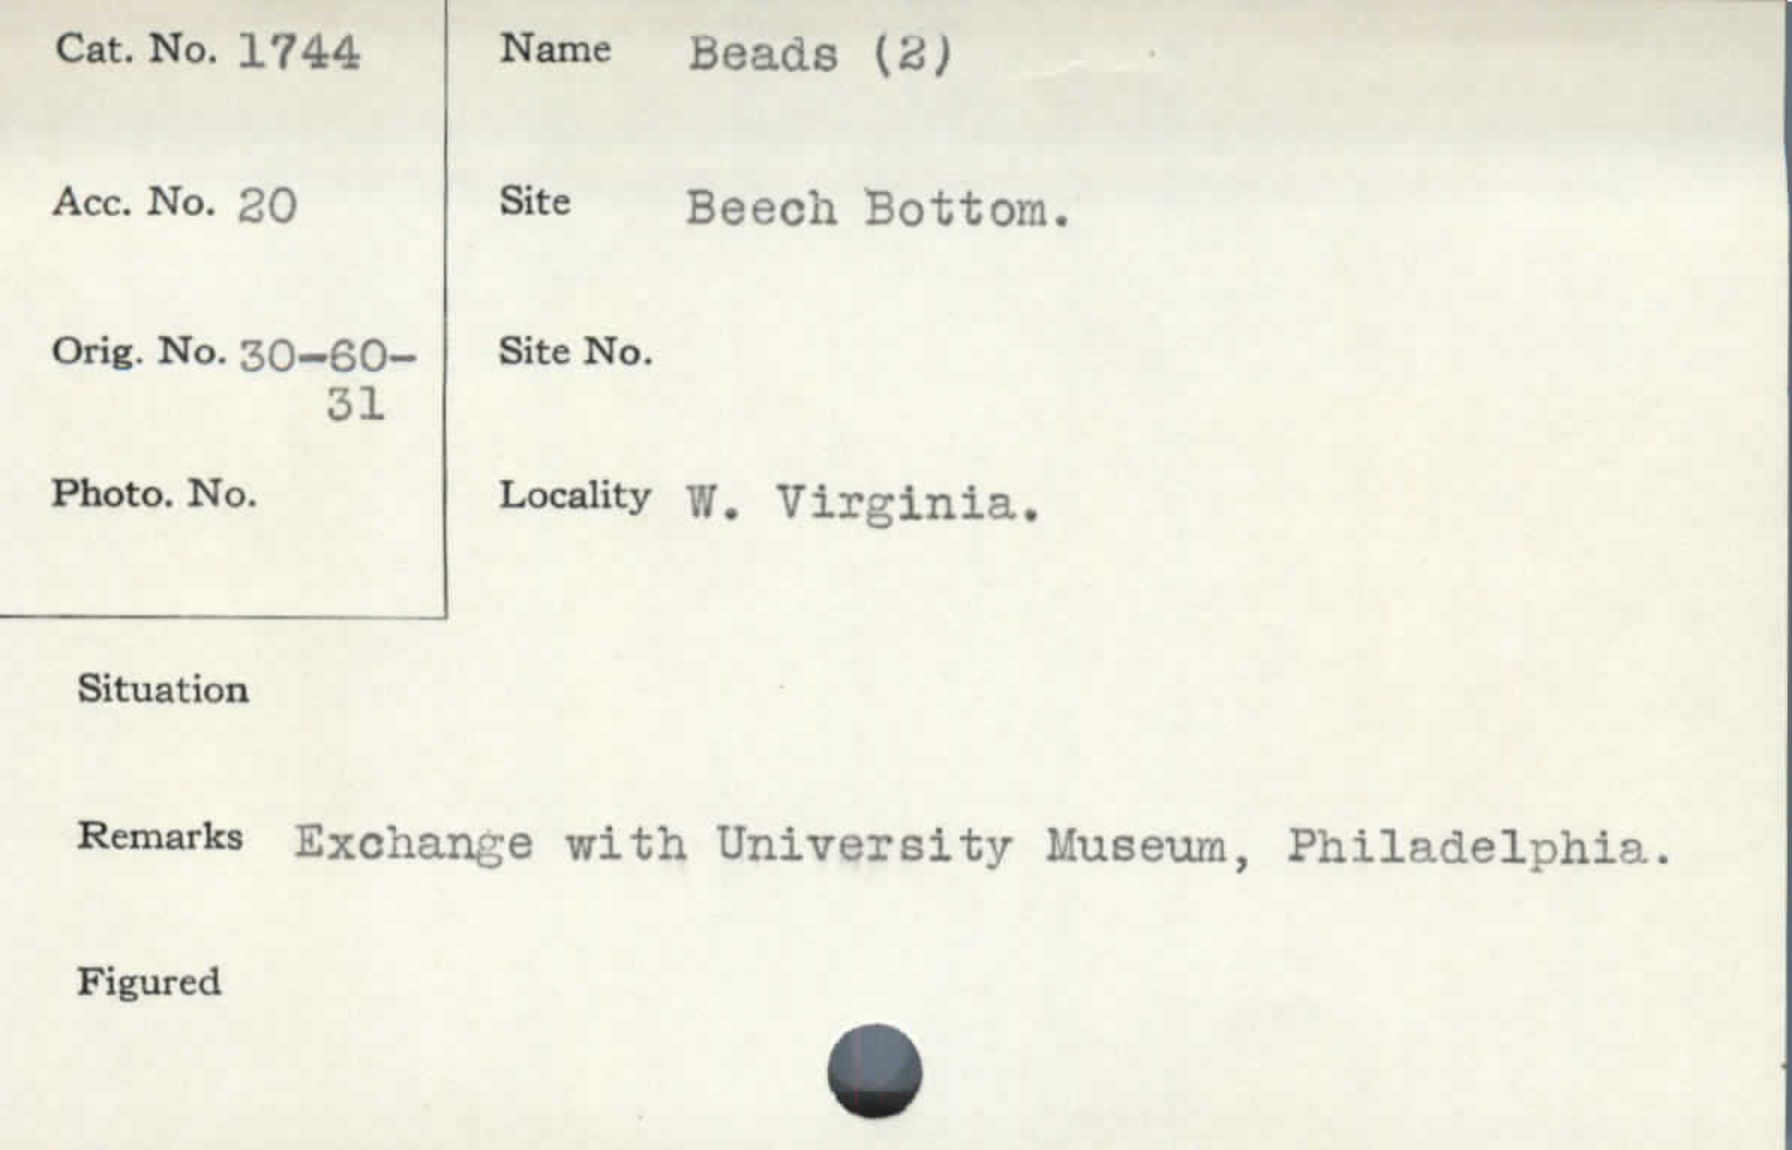 Cat. No. 1744
Name Beads (2)
Acc. No. 20
Site Beech Bottom.
Orig. No. 30-60-
31
Site No.
Photo. No.
Locality W. Virginia.
Situation
Remarks Exchange with University Museum, Philadelphia.
Figured